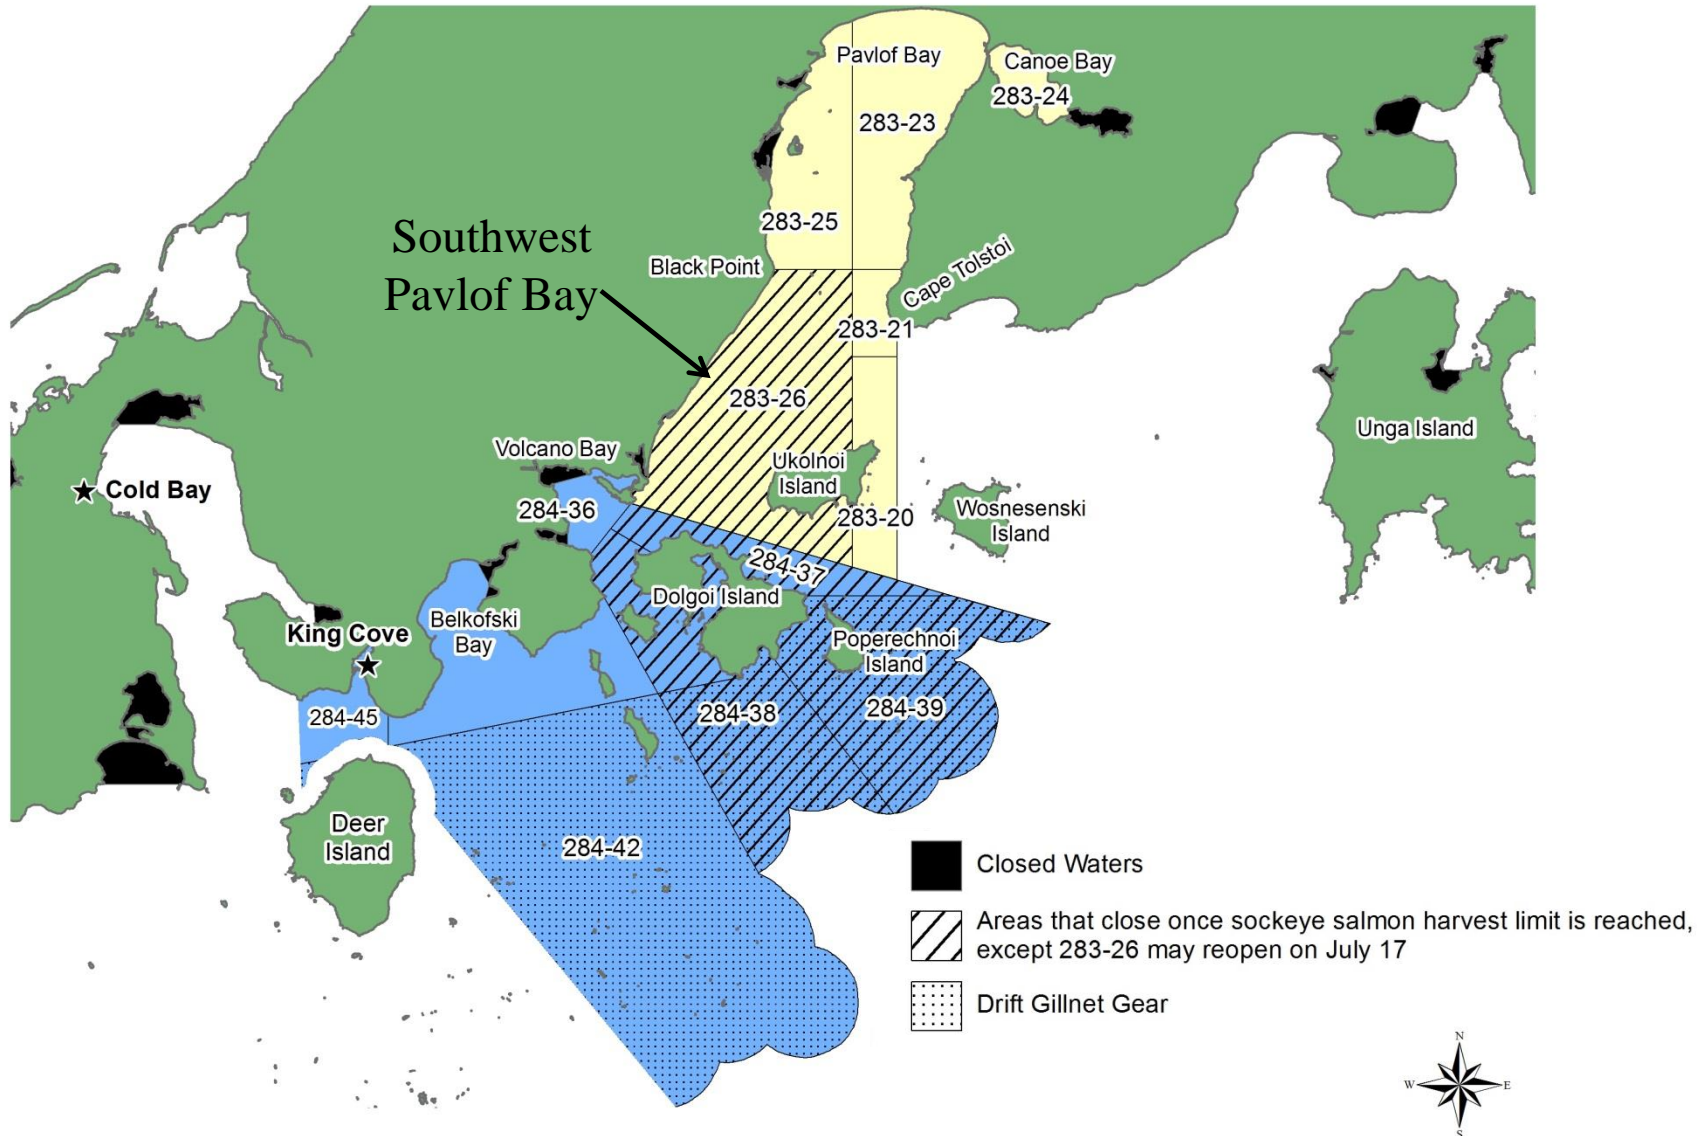 Pavlof Bay
Canoe Bay
283-24
283-23
283-25
Southwest
Pavlof Bay
Black Point
Cape Tolstoi
283-21
283-26
Unga Island
Volcano Bay
Ukolnoi
Island
Cold Bay
284-36
283-20
Wosnesenski
Island
284-37
Dolgoi Island
Belkofski
Bay
King Cove
Poperechnoi
Island
284-45
284-38
284-39
Deer
Island
284-42
Closed Waters
Areas that close once sockeye salmon harvest limit is reached,
except 283-26 may reopen on July 17
Drift Gillnet Gear
N
W
E
S